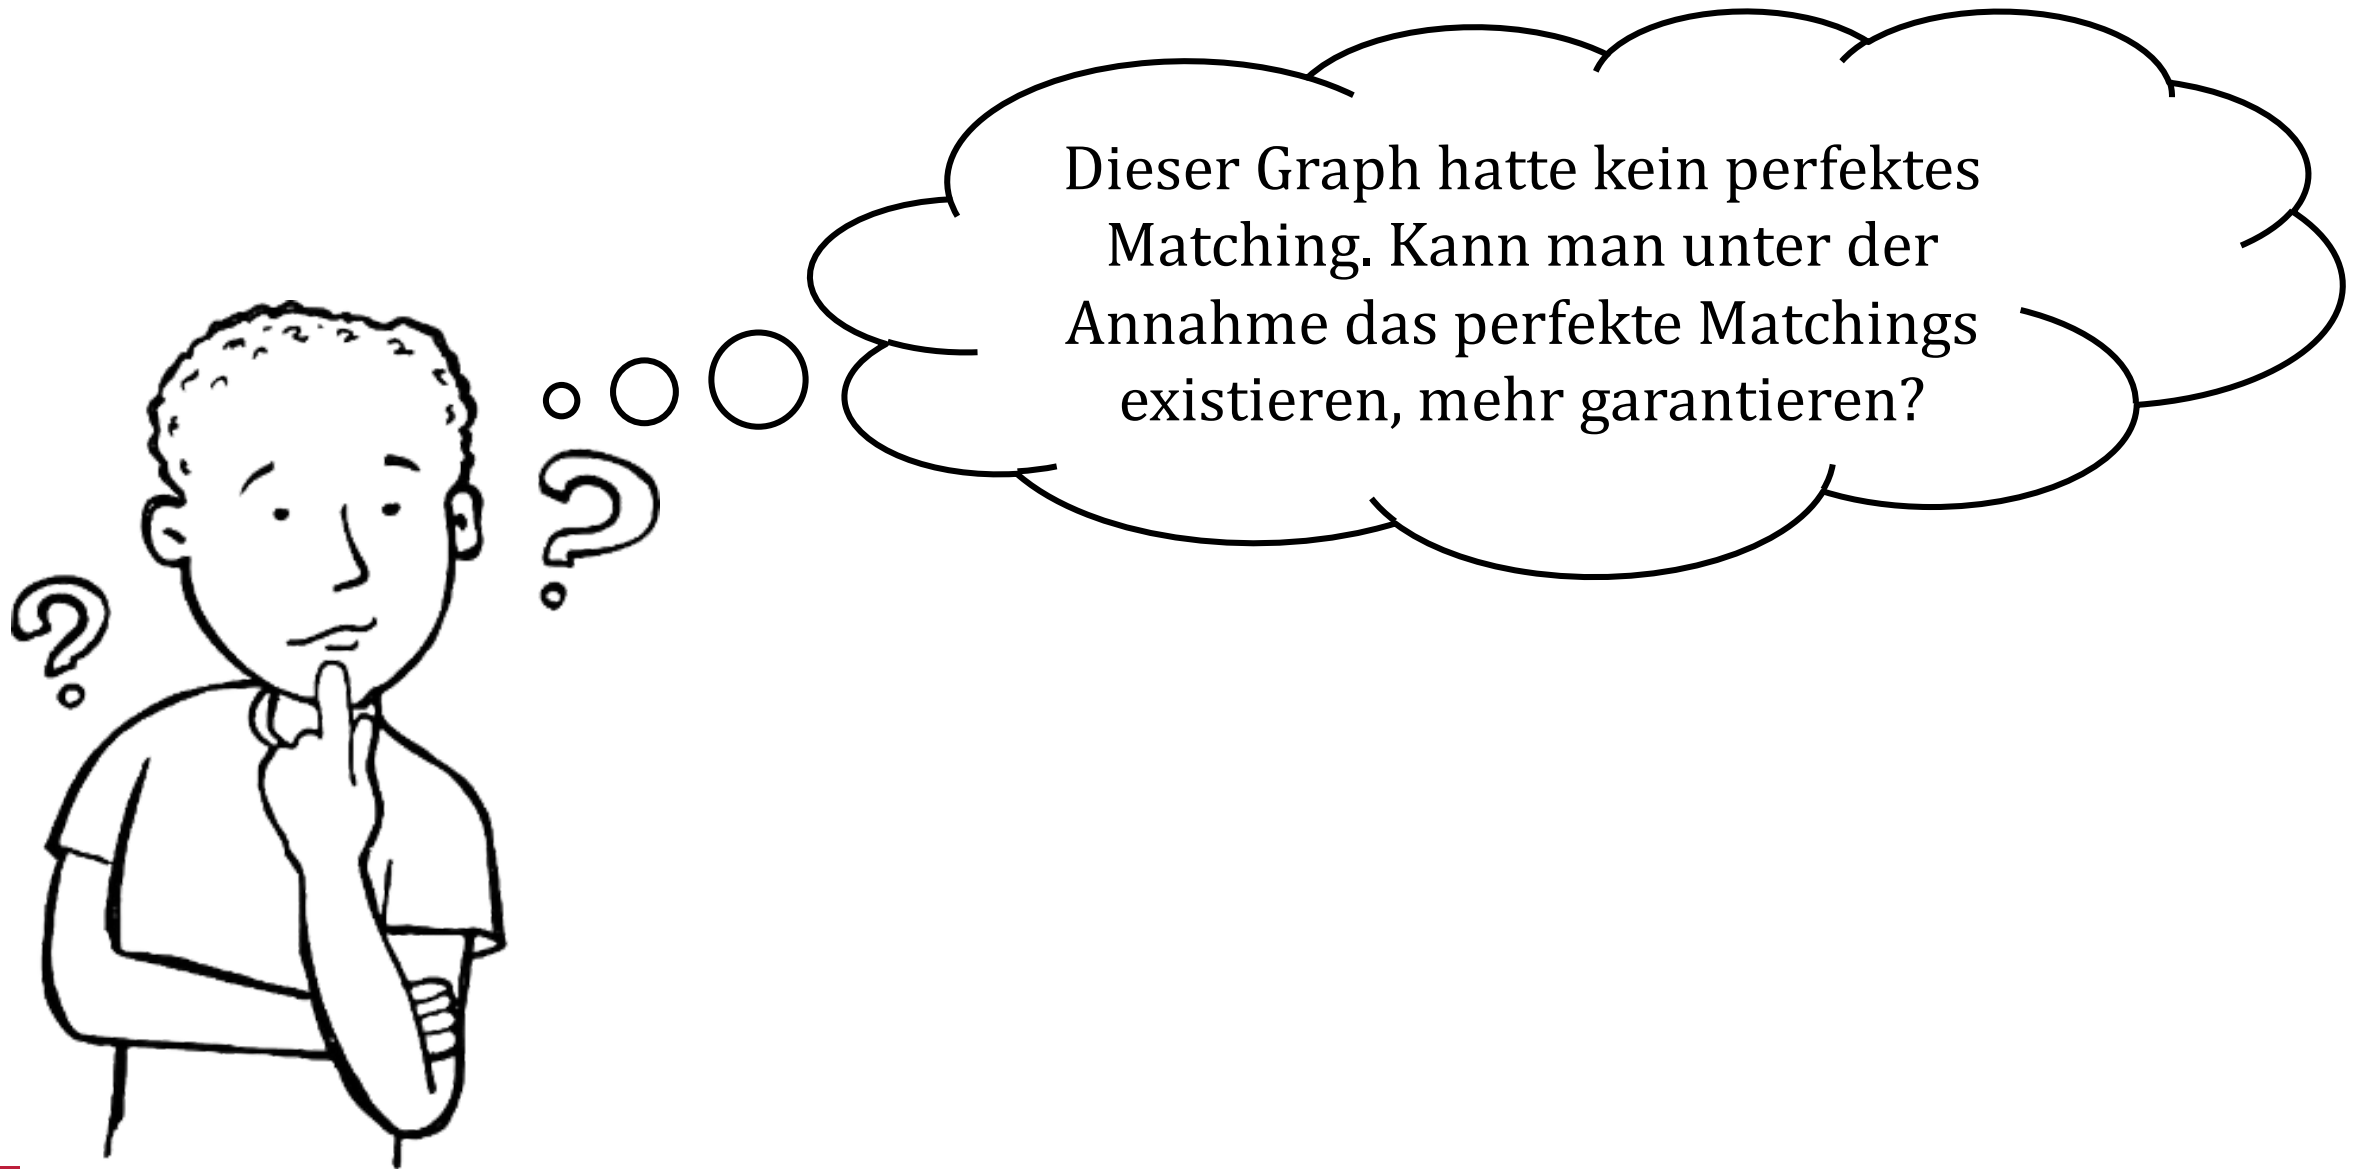 Dieser Graph hatte kein perfektes
Matching. Kann man unter der
Annahme das perfekte Matchings
existieren, mehr garantieren?
?
?